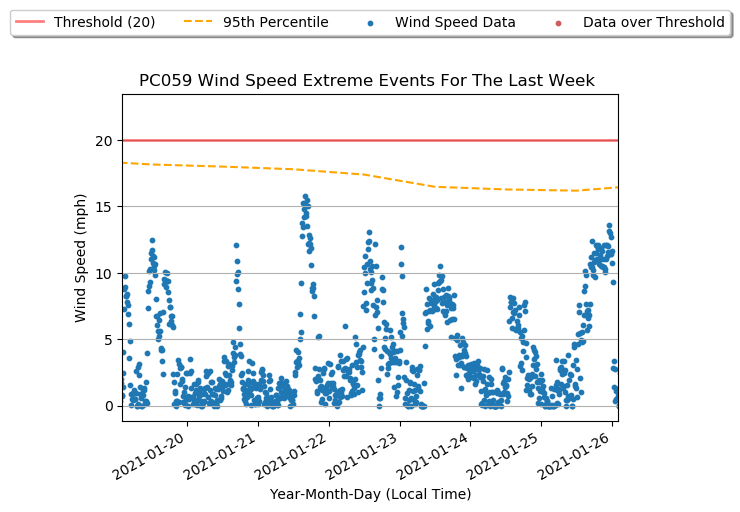 Threshold (20) 95th Percentile Wind Speed Data Data over Threshold
PC059 Wind Speed Extreme Events For The Last Week
20
15
10
5
0
Wind Speed (mph)
2021-01-20 2021-01-21 2021-01-22 2021-01-23 2021-01-24 2021-01-25 2021-01-26
Year-Month-Day (Local Time)